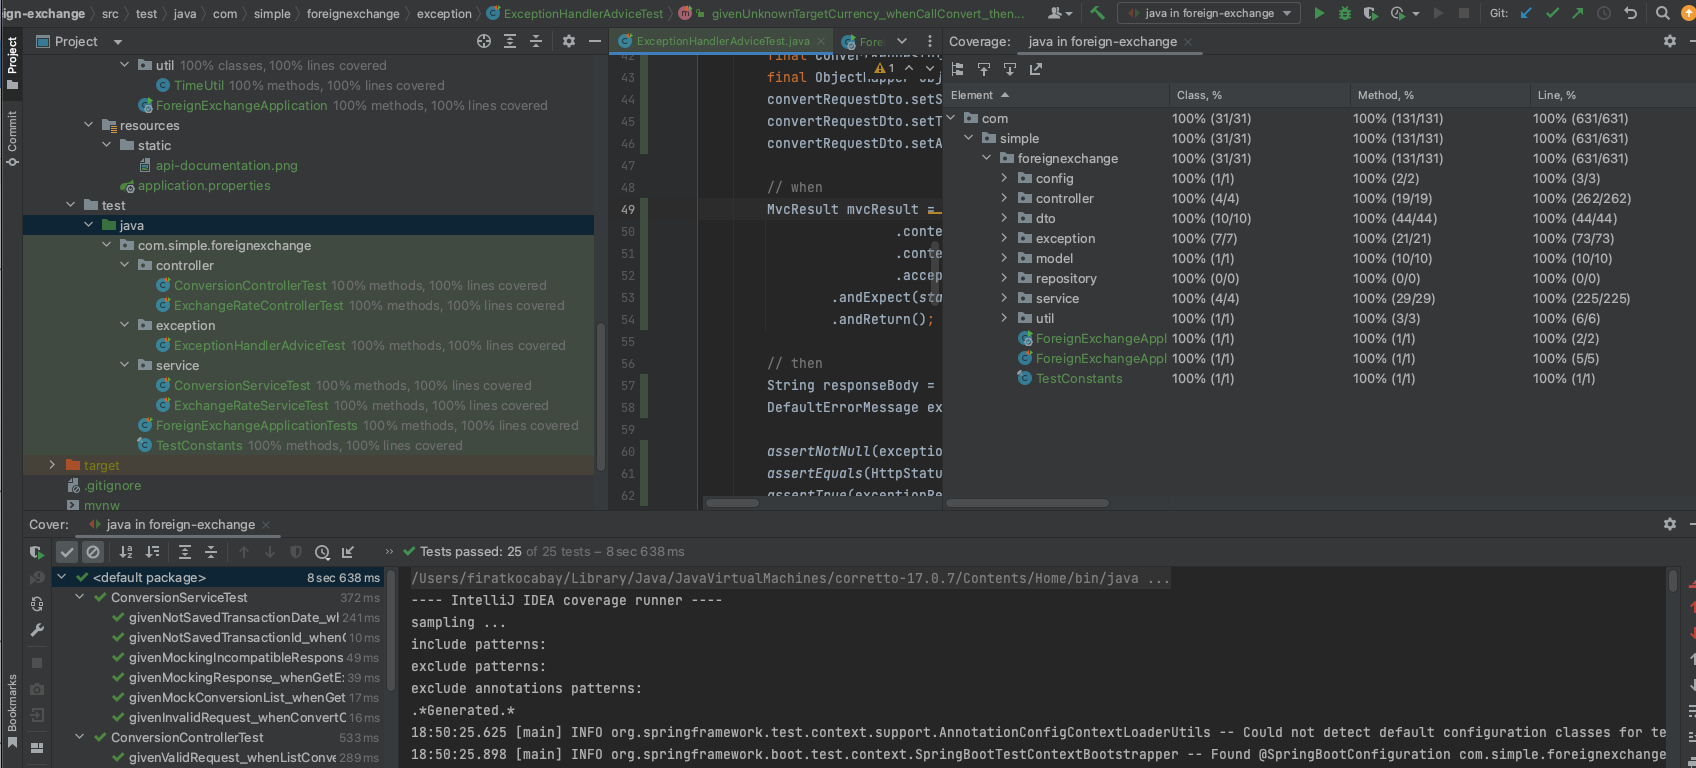 ign-exchange › src › test › java › com › simple › foreignexchange › exception › ExceptionHandlerAdviceTest › givenUnknownTargetCurrency_whenCallConvert_then...
java in foreign-exchange
Git:
Project
Commit
Bookmarks
Project
util 100% classes, 100% lines covered
TimeUtil 100% methods, 100% lines covered
ForeignExchangeApplication 100% methods, 100% lines covered
resources
static
api-documentation.png
application.properties
test
java
com.simple.foreignexchange
controller
ConversionControllerTest 100% methods, 100% lines covered
ExchangeRateControllerTest 100% methods, 100% lines covered
exception
ExceptionHandlerAdviceTest 100% methods, 100% lines covered
service
ConversionServiceTest 100% methods, 100% lines covered
ExchangeRateServiceTest 100% methods, 100% lines covered
ForeignExchangeApplicationTests 100% methods, 100% lines covered
TestConstants 100% methods, 100% lines covered
target
.gitignore
mvnw
ExceptionHandlerAdviceTest.java
Fore
1
42 final
43 final ObjectMapper obj
44 convertRequestDto.setS
45 convertRequestDto.setT
46 convertRequestDto.setA
47
48 // when
49 MvcResult mvcResult =
50 .conte
51 .conte
52 .accep
53 .andExpect(sta
54 .andReturn();
55
56 // then
57 String responseBody =
58 DefaultErrorMessage ex
59
60 assertNotNull(exception
61 assertEquals(HttpStatu
62 assertTrue(exceptionRe
Coverage: java in foreign-exchange
Element Class, % Method, % Line, %
com 100% (31/31) 100% (131/131) 100% (631/631)
simple 100% (31/31) 100% (131/131) 100% (631/631)
foreignexchange 100% (31/31) 100% (131/131) 100% (631/631)
config 100% (1/1) 100% (2/2) 100% (3/3)
controller 100% (4/4) 100% (19/19) 100% (262/262)
dto 100% (10/10) 100% (44/44) 100% (44/44)
exception 100% (7/7) 100% (21/21) 100% (73/73)
model 100% (1/1) 100% (10/10) 100% (10/10)
repository 100% (0/0) 100% (0/0) 100% (0/0)
service 100% (4/4) 100% (29/29) 100% (225/225)
util 100% (1/1) 100% (3/3) 100% (6/6)
ForeignExchangeAppl 100% (1/1) 100% (1/1) 100% (2/2)
ForeignExchangeAppl 100% (1/1) 100% (1/1) 100% (5/5)
TestConstants 100% (1/1) 100% (1/1) 100% (1/1)
Cover: java in foreign-exchange
Tests passed: 25 of 25 tests – 8 sec 638 ms
<default package> 8 sec 638 ms
ConversionServiceTest 372 ms
givenNotSavedTransactionDate_wl 241 ms
givenNotSavedTransactionId_when( 10 ms
givenMockingIncompatibleRespons 49 ms
givenMockingResponse_whenGetE: 39 ms
givenMockConversionList_whenGet 17 ms
givenInvalidRequest_whenConvertC 16 ms
ConversionControllerTest 533 ms
givenValidRequest_whenListConve 289 ms
/Users/firatkocabay/Library/Java/JavaVirtualMachines/corretto-17.0.7/Contents/Home/bin/java ...
---- IntelliJ IDEA coverage runner ----
sampling ...
include patterns:
exclude patterns:
exclude annotations patterns:
.*Generated.*
18:50:25.625 [main] INFO org.springframework.test.context.support.AnnotationConfigContextLoaderUtils -- Could not detect default configuration classes for te
18:50:25.898 [main] INFO org.springframework.boot.test.context.SpringBootTestContextBootstrapper -- Found @SpringBootConfiguration com.simple.foreignexchange